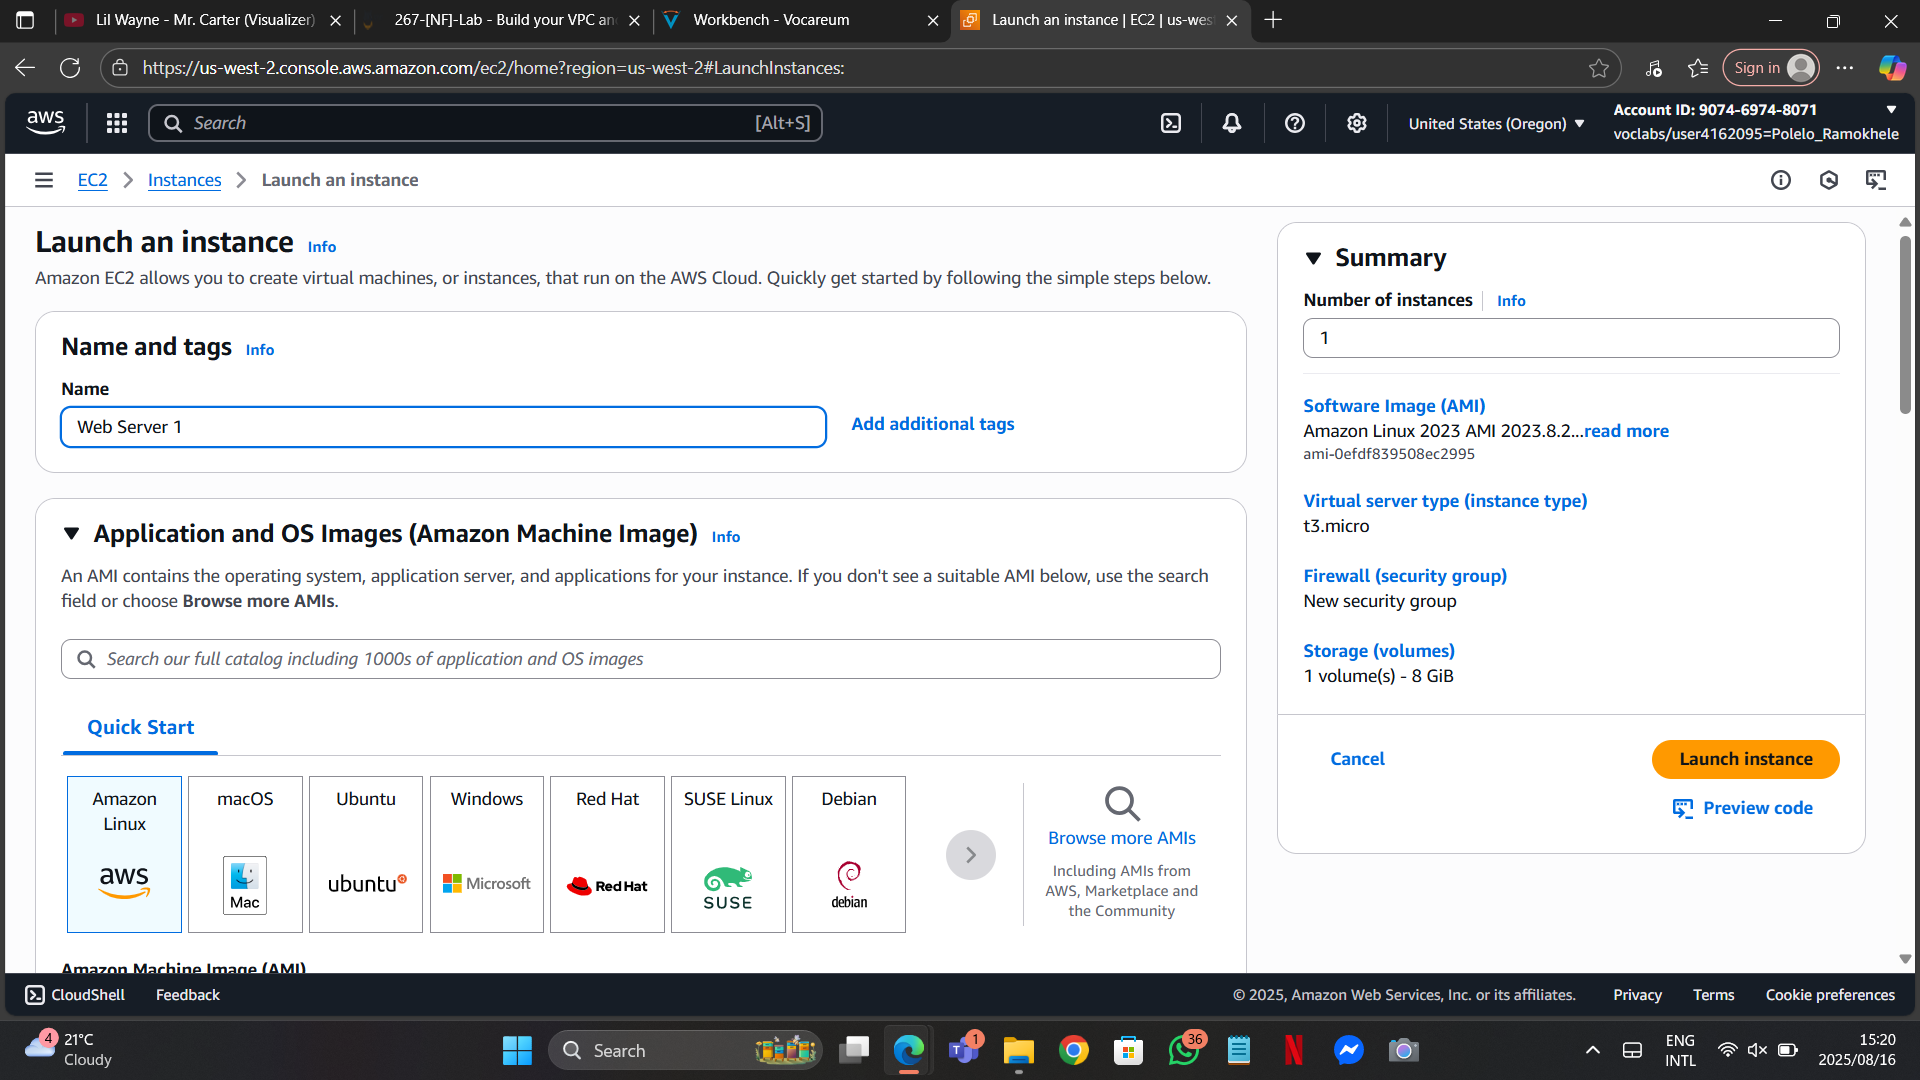 Lil Wayne - Mr. Carter (Visualizer)
267-[NF]-Lab - Build your VPC an
Workbench - Vocareum
Launch an instance | EC2 | us-wes
https://us-west-2.console.aws.amazon.com/ec2/home?region=us-west-2#LaunchInstances:
Sign in
aws
Search
[Alt+S]
United States (Oregon)
Account ID: 9074-6974-8071
voclabs/user4162095=Polelo_Ramokhele
EC2
Instances
Launch an instance
Launch an instance
Info
Amazon EC2 allows you to create virtual machines, or instances, that run on the AWS Cloud. Quickly get started by following the simple steps below.
Name and tags
Info
Name
Web Server 1
Add additional tags
Application and OS Images (Amazon Machine Image)
Info
An AMI contains the operating system, application server, and applications for your instance. If you don't see a suitable AMI below, use the search
field or choose Browse more AMIs.
Search our full catalog including 1000s of application and OS images
Quick Start
Amazon
Linux
aws
macOS
Mac
Ubuntu
ubuntu
Windows
Microsoft
Red Hat
Red Hat
SUSE Linux
SUSE
Debian
debian
Browse more AMIs
Including AMIs from
AWS, Marketplace and
the Community
Amazon Machine Image (AMI)
Summary
Number of instances
Info
1
Software Image (AMI)
Amazon Linux 2023 AMI 2023.8.2...read more
ami-0efdf839508ec2995
Virtual server type (instance type)
t3.micro
Firewall (security group)
New security group
Storage (volumes)
1 volume(s) - 8 GiB
Cancel
Launch instance
Preview code
CloudShell
Feedback
© 2025, Amazon Web Services, Inc. or its affiliates.
Privacy
Terms
Cookie preferences
4
21°C
Cloudy
Search
1
36
ENG
INTL
15:20
2025/08/16